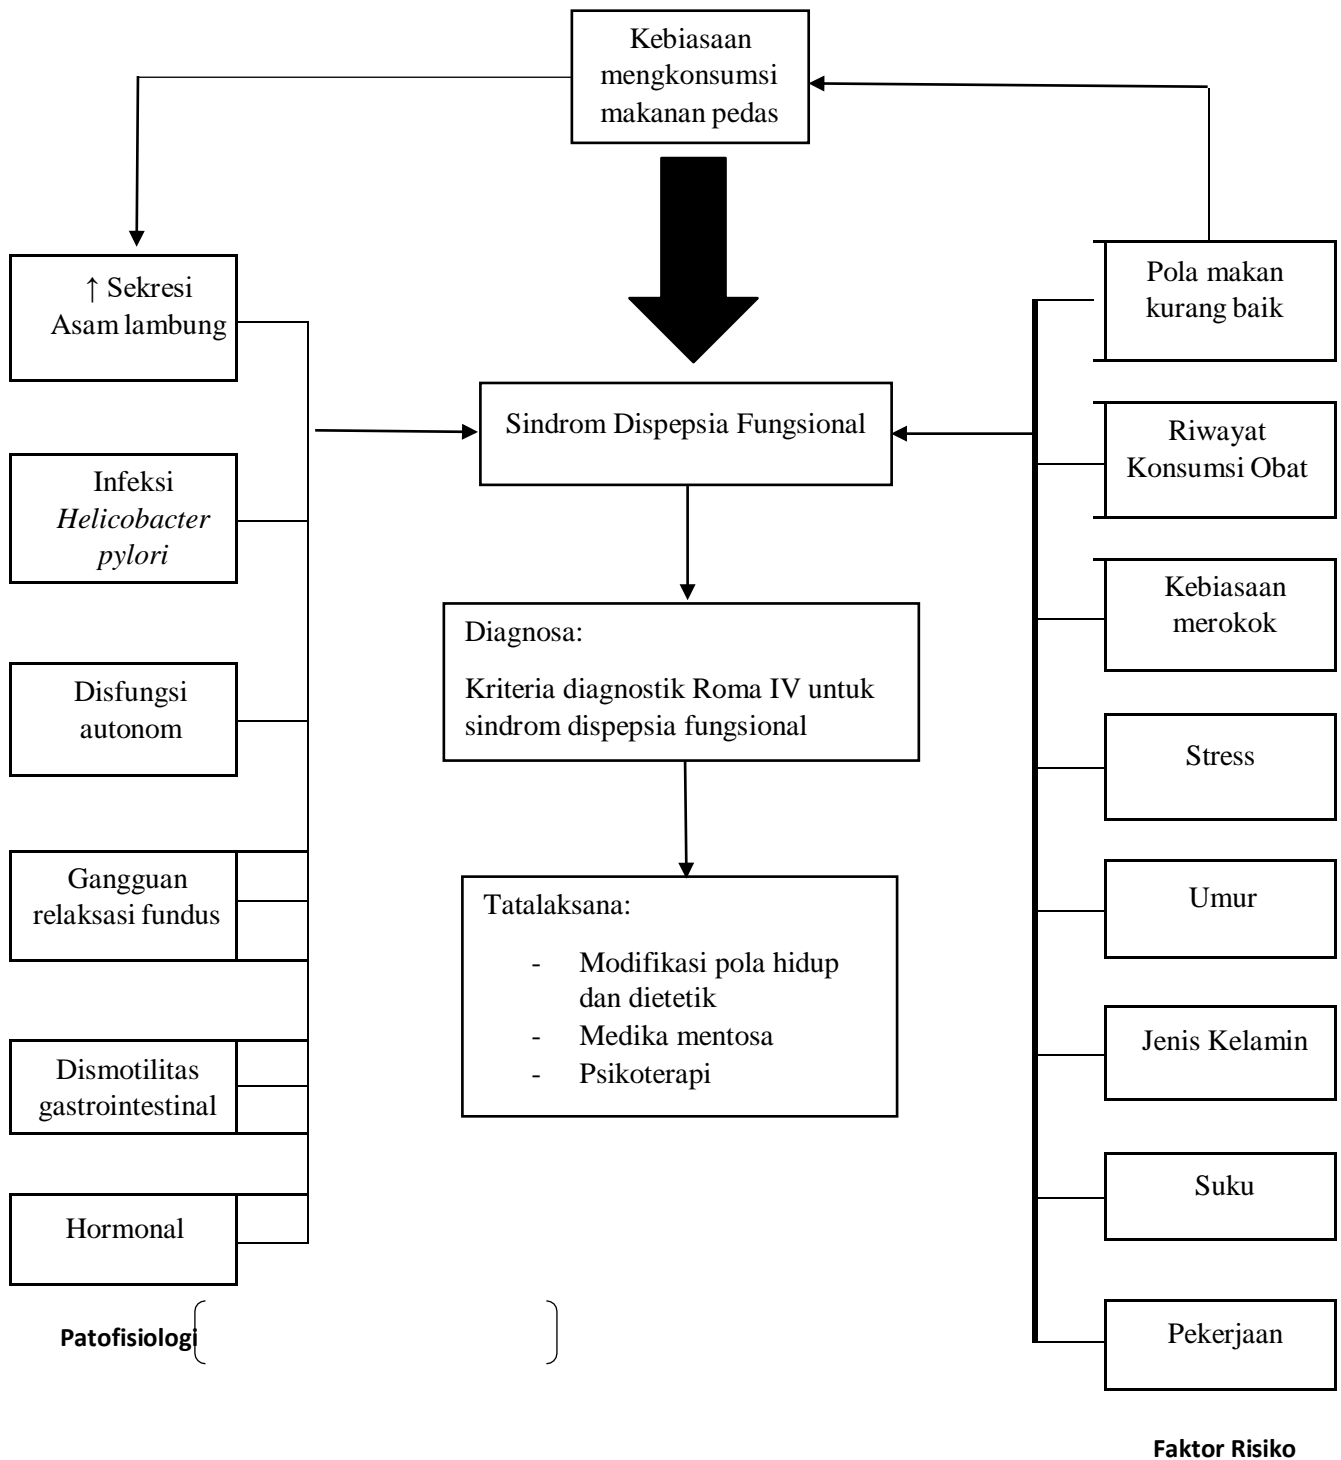 Kebiasaan
mengkonsumsi
makanan pedas
↑ Sekresi
Asam lambung
Infeksi
Helicobacter
pylori
Disfungsi
autonom
Gangguan
relaksasi fundus
Dismotilitas
gastrointestinal
Hormonal
Patofisiologi
Sindrom Dispepsia Fungsional
Diagnosa:
Kriteria diagnostik Roma IV untuk
sindrom dispepsia fungsional
Tatalaksana:
- Modifikasi pola hidup
dan dietetik
- Medika mentosa
- Psikoterapi
Pola makan
kurang baik
Riwayat
Konsumsi Obat
Kebiasaan
merokok
Stress
Umur
Jenis Kelamin
Suku
Pekerjaan
Faktor Risiko